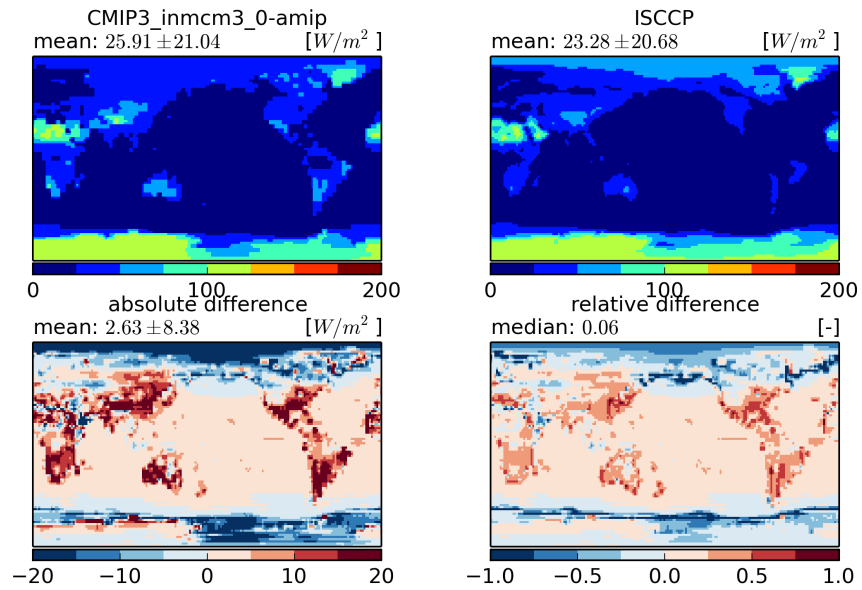 CMIP3_inmcm3_0-amip
mean: 25.91±21.04 [W/m² ]
0 100 200
ISCCP
mean: 23.28±20.68 [W/m² ]
0 100 200
absolute difference
mean: 2.63±8.38 [W/m² ]
−20 −10 0 10 20
relative difference
median: 0.06 [-]
−1.0 −0.5 0.0 0.5 1.0